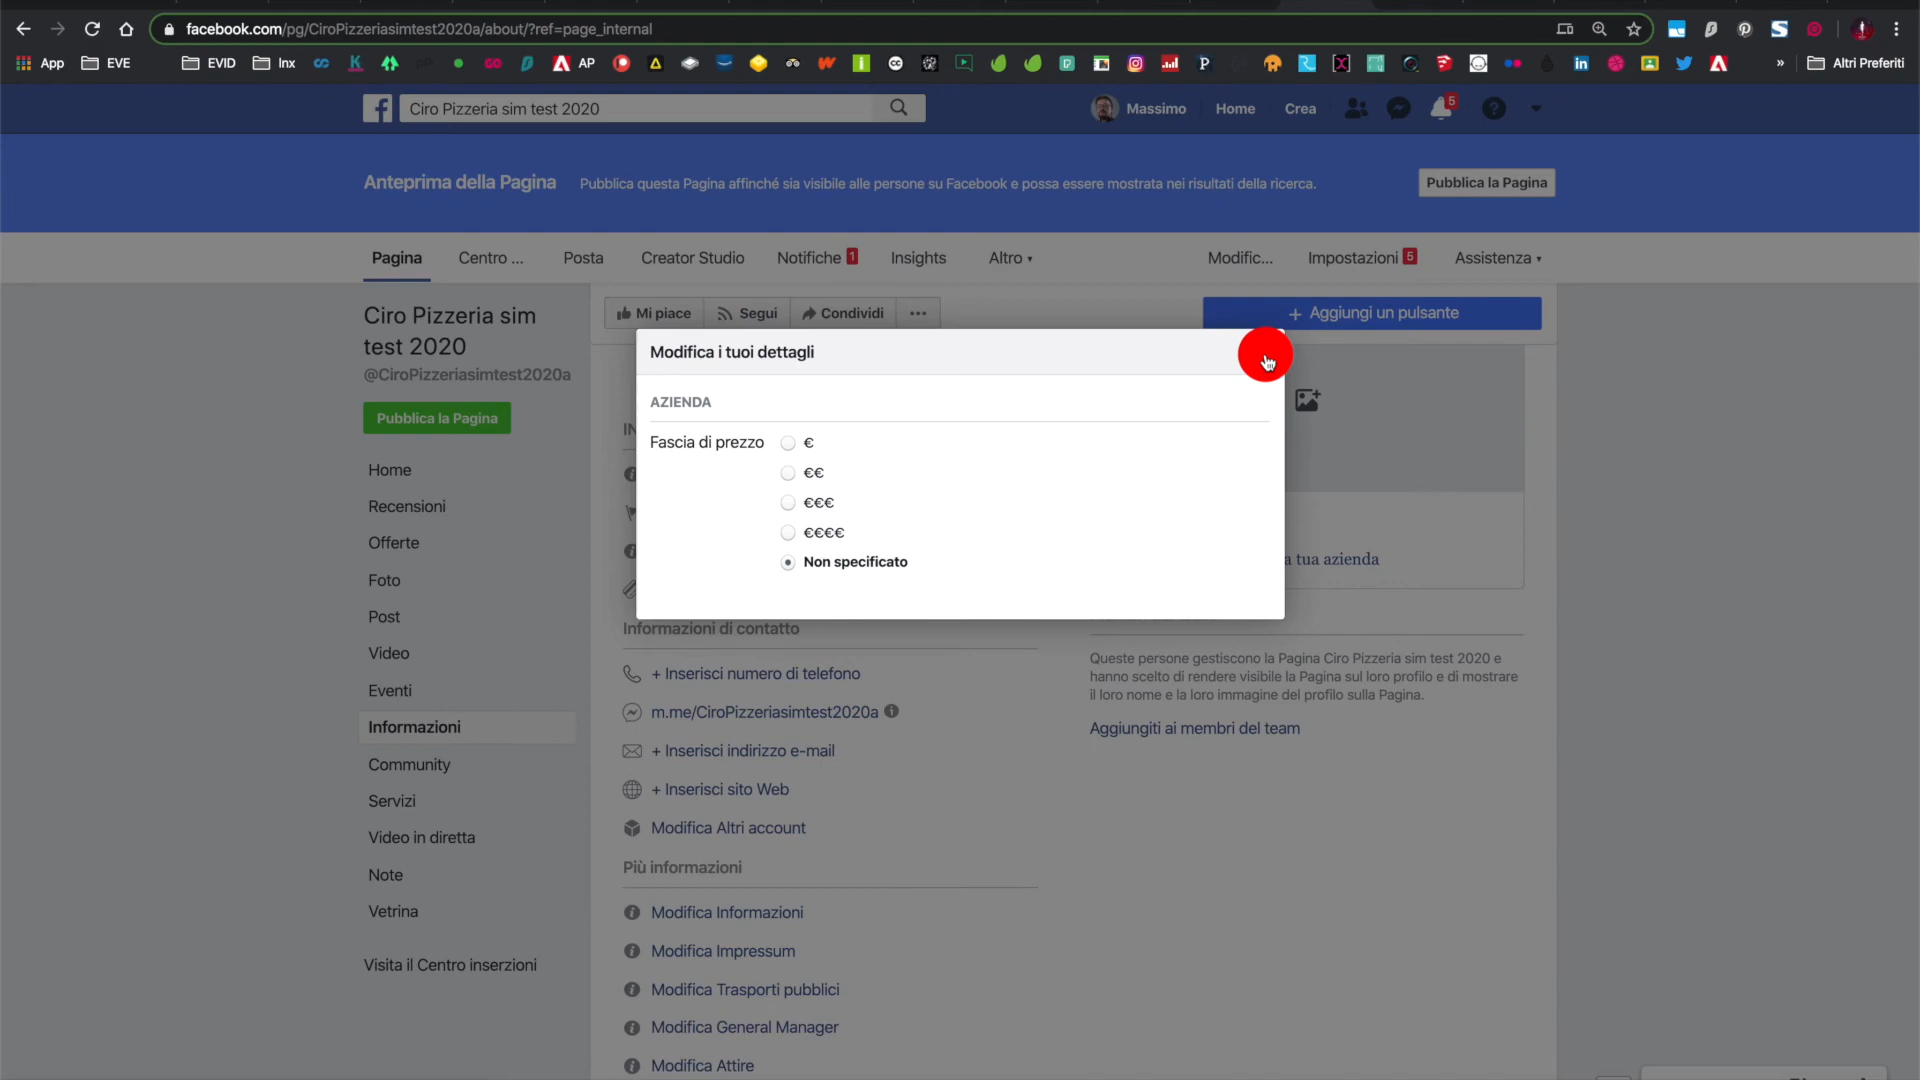 facebook.com/pg/CiroPizzeriasimtest2020a/about/?ref=page_internal
App EVE EVID Inx AP » Altri Preferiti
Ciro Pizzeria sim test 2020
Massimo Home Crea 5
Anteprima della Pagina Pubblica questa Pagina affinché sia visibile alle persone su Facebook e possa essere mostrata nei risultati della ricerca. Pubblica la Pagina
Pagina Centro ... Posta Creator Studio Notifiche 1 Insights Altro Modific... Impostazioni 5 Assistenza
Ciro Pizzeria sim
test 2020
@CiroPizzeriasimtest2020a
Pubblica la Pagina
Home
Recensioni
Offerte
Foto
Post
Video
Eventi
Informazioni
Community
Servizi
Video in diretta
Note
Vetrina
Visita il Centro inserzioni
Mi piace Segui Condividi ...
+ Aggiungi un pulsante
Modifica i tuoi dettagli
AZIENDA
Fascia di prezzo €
€€
€€€
€€€€
Non specificato
a tua azienda
Informazioni di contatto
+ Inserisci numero di telefono
m.me/CiroPizzeriasimtest2020a
+ Inserisci indirizzo e-mail
+ Inserisci sito Web
Modifica Altri account
Più informazioni
Modifica Informazioni
Modifica Impressum
Modifica Trasporti pubblici
Modifica General Manager
Modifica Attire
Queste persone gestiscono la Pagina Ciro Pizzeria sim test 2020 e
hanno scelto di rendere visibile la Pagina sul loro profilo e di mostrare
il loro nome e la loro immagine del profilo sulla Pagina.
Aggiungiti ai membri del team